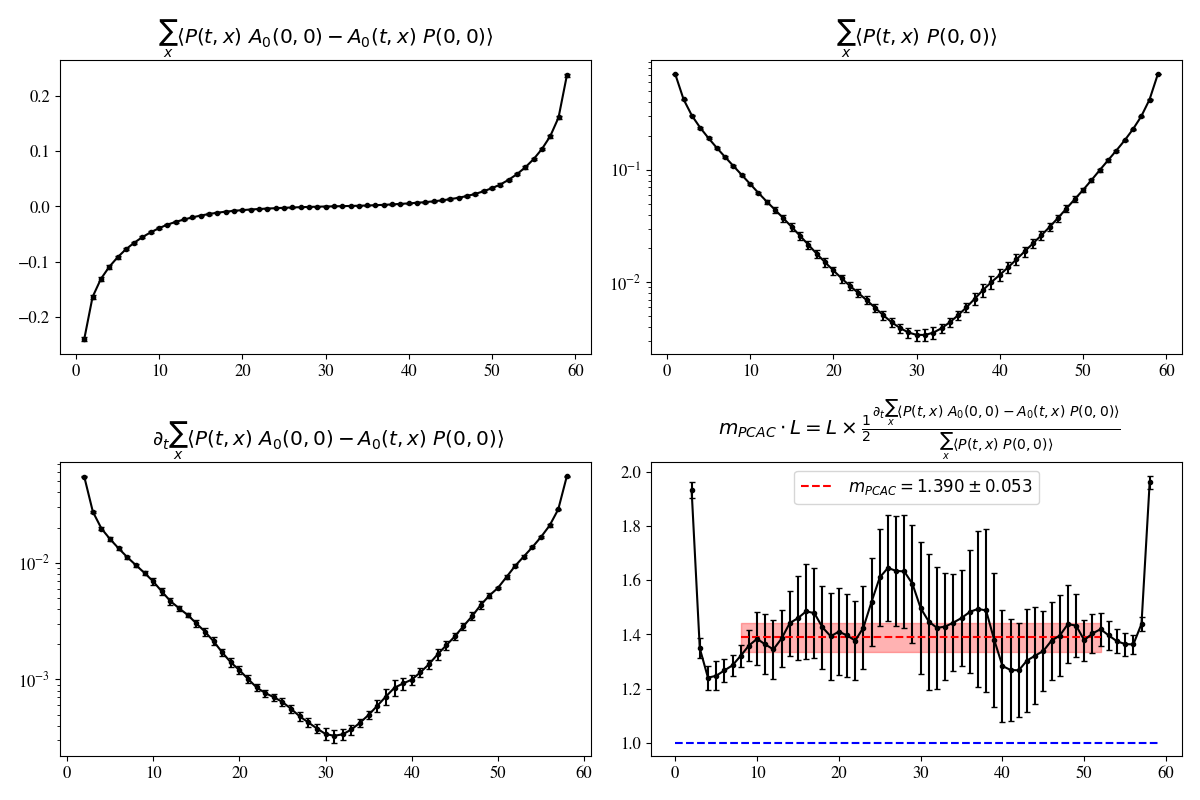 ∑ₓ⟨P(t, x) A₀(0, 0) − A₀(t, x) P(0, 0)⟩
0.2
0.1
0.0
−0.1
−0.2
0 10 20 30 40 50 60
∑ₓ⟨P(t, x) P(0, 0)⟩
10⁻¹
10⁻²
0 10 20 30 40 50 60
∂ₜ∑ₓ⟨P(t, x) A₀(0, 0) − A₀(t, x) P(0, 0)⟩
10⁻²
10⁻³
0 10 20 30 40 50 60
m_PCAC · L = L × 1/2 ∂ₜ∑ₓ⟨P(t, x) A₀(0, 0) − A₀(t, x) P(0, 0)⟩ / ∑ₓ⟨P(t, x) P(0, 0)⟩
m_PCAC = 1.390 ± 0.053
2.0
1.8
1.6
1.4
1.2
1.0
0 10 20 30 40 50 60